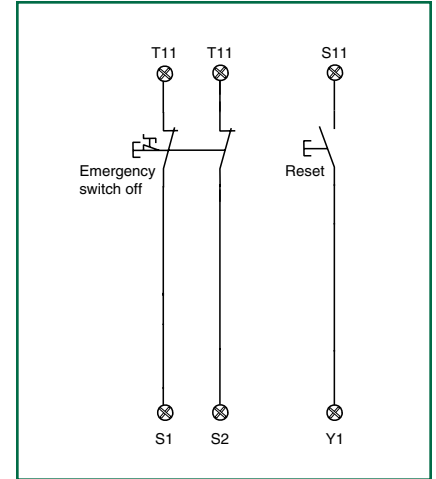 T11 T11 S11
Emergency
switch off
Reset
S1 S2 Y1